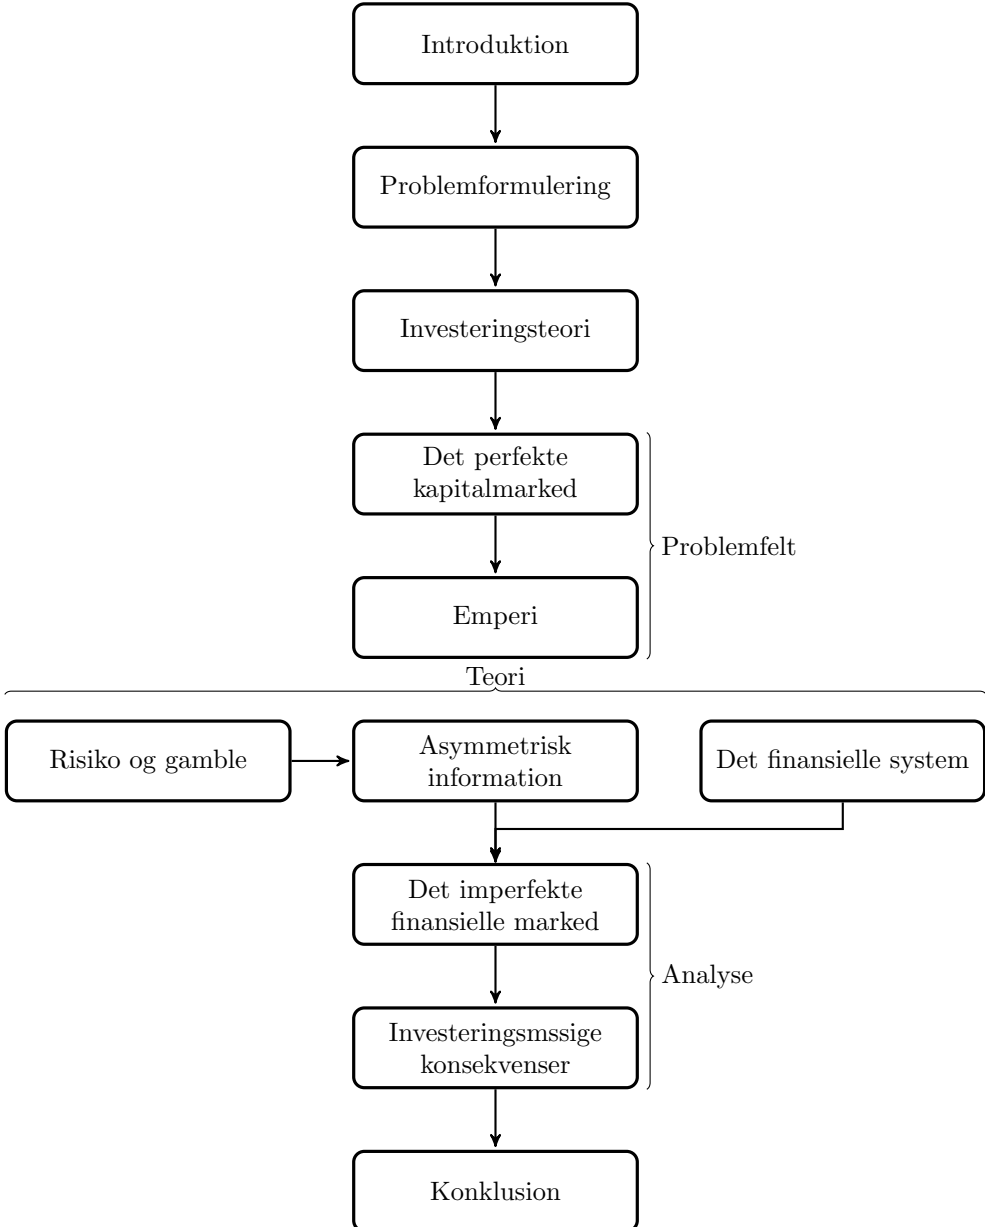 Introduktion
Problemformulering
Investeringsteori
Det perfekte
kapitalmarked
Problemfelt
Emperi
Teori
Risiko og gamble
Asymmetrisk
information
Det finansielle system
Det imperfekte
finansielle marked
Analyse
Investeringsmssige
konsekvenser
Konklusion